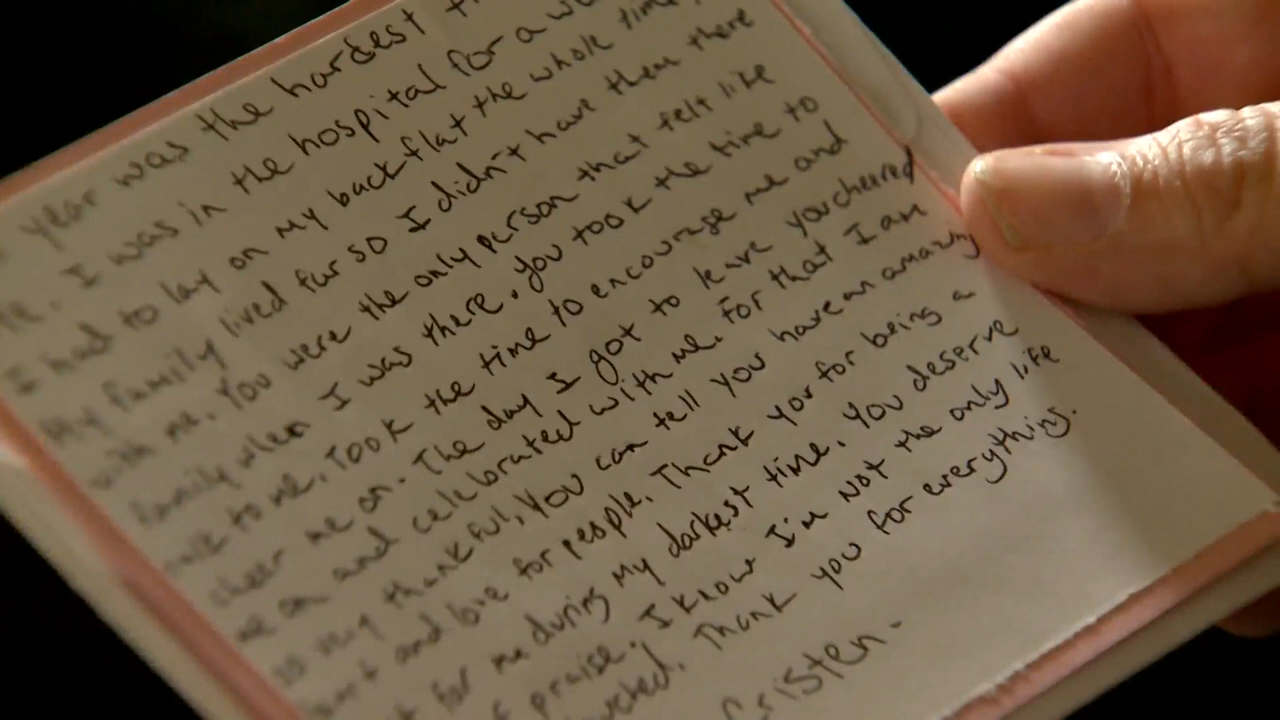 year was the hardest
I was in the hospital for a
I had to lay on my back flat the whole time.
My family lived far so I didn't have them there
with me. You were the only person that felt like
family when I was there. You took the time to
talk to me. Took the time to encourage me and
cheer me on. The day I got to leave you cheered
me on and celebrated with me. For that I am
so very thankful. You can tell you have an amazing
heart and love for people. Thank you for being a
for me during my darkest time. You deserve
praise. I know I'm not the only life
Thank you for everything.
Cristen-